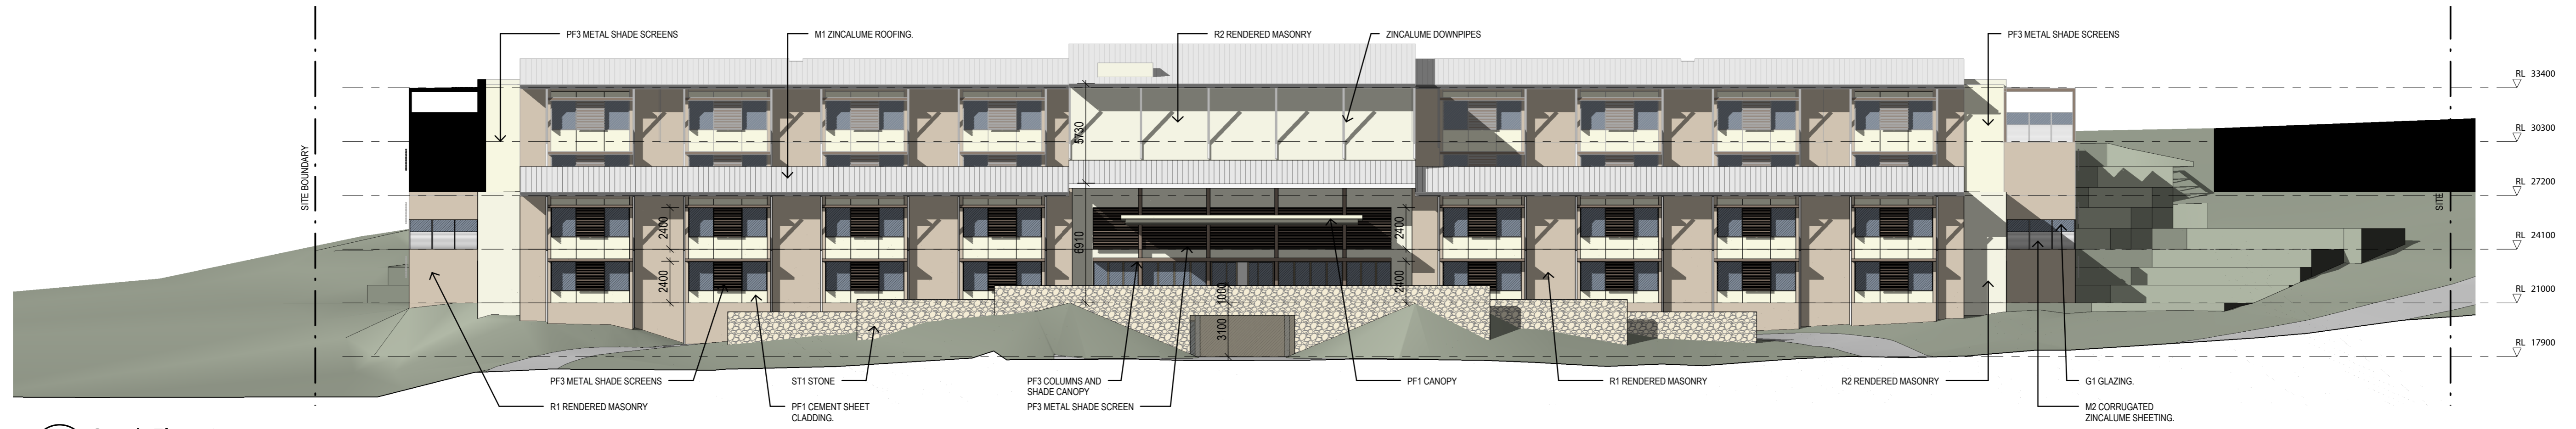 PF3 METAL SHADE SCREENS
M1 ZINCALUME ROOFING.
R2 RENDERED MASONRY
ZINCALUME DOWNPIPES
PF3 METAL SHADE SCREENS
RL 33400
RL 30300
RL 27200
RL 24100
RL 21000
RL 17900
SITE BOUNDARY
SITE
5730
6910
2400
2400
2400
2400
1000
3100
PF3 METAL SHADE SCREENS
ST1 STONE
PF3 COLUMNS AND
SHADE CANOPY
PF1 CANOPY
R1 RENDERED MASONRY
R2 RENDERED MASONRY
G1 GLAZING.
R1 RENDERED MASONRY
PF1 CEMENT SHEET
CLADDING.
PF3 METAL SHADE SCREEN
M2 CORRUGATED
ZINCALUME SHEETING.